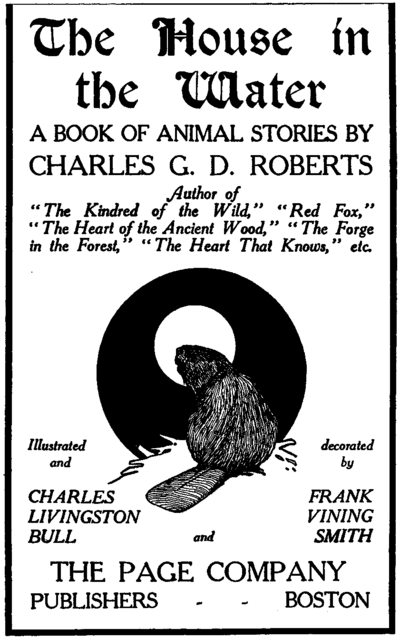 The House in
the Water
A BOOK OF ANIMAL STORIES BY
CHARLES G. D. ROBERTS
Author of
"The Kindred of the Wild," "Red Fox,"
"The Heart of the Ancient Wood," "The Forge
in the Forest," "The Heart That Knows," etc.
Illustrated decorated
and by
CHARLES FRANK
LIVINGSTON VINING
BULL and SMITH
THE PAGE COMPANY
PUBLISHERS - - BOSTON